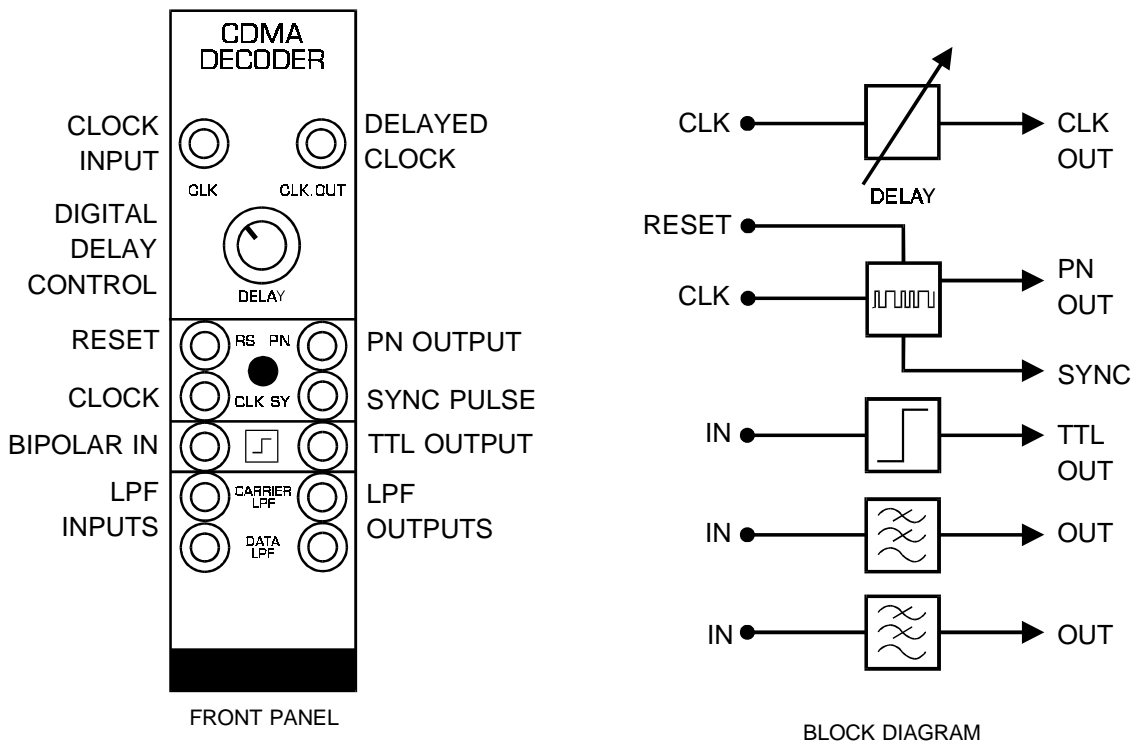 CDMA
DECODER
CLOCK
INPUT
DELAYED
CLOCK
CLK
CLK.OUT
DIGITAL
DELAY
CONTROL
DELAY
RESET
RS PN
PN OUTPUT
CLOCK
CLK SY
SYNC PULSE
BIPOLAR IN
TTL OUTPUT
LPF
INPUTS
CARRIER
LPF
LPF
OUTPUTS
DATA
LPF
FRONT PANEL
CLK
CLK
OUT
DELAY
RESET
CLK
PN
OUT
SYNC
IN
TTL
OUT
IN
OUT
IN
OUT
BLOCK DIAGRAM